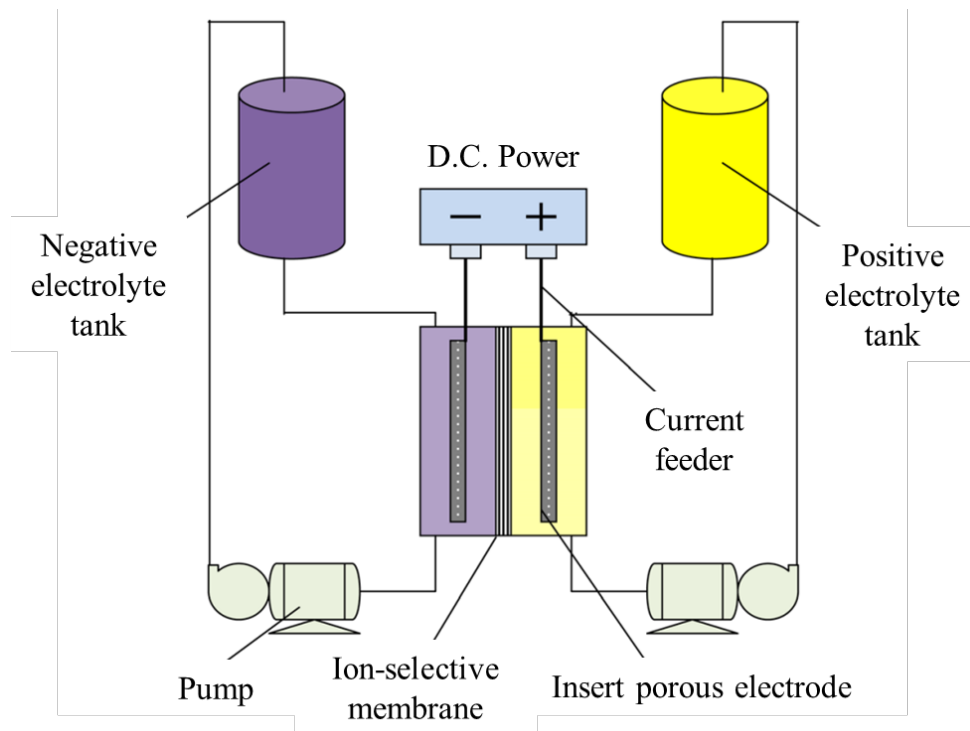 D.C. Power
− +
Negative
electrolyte
tank
Positive
electrolyte
tank
Current
feeder
Pump
Ion-selective
membrane
Insert porous electrode